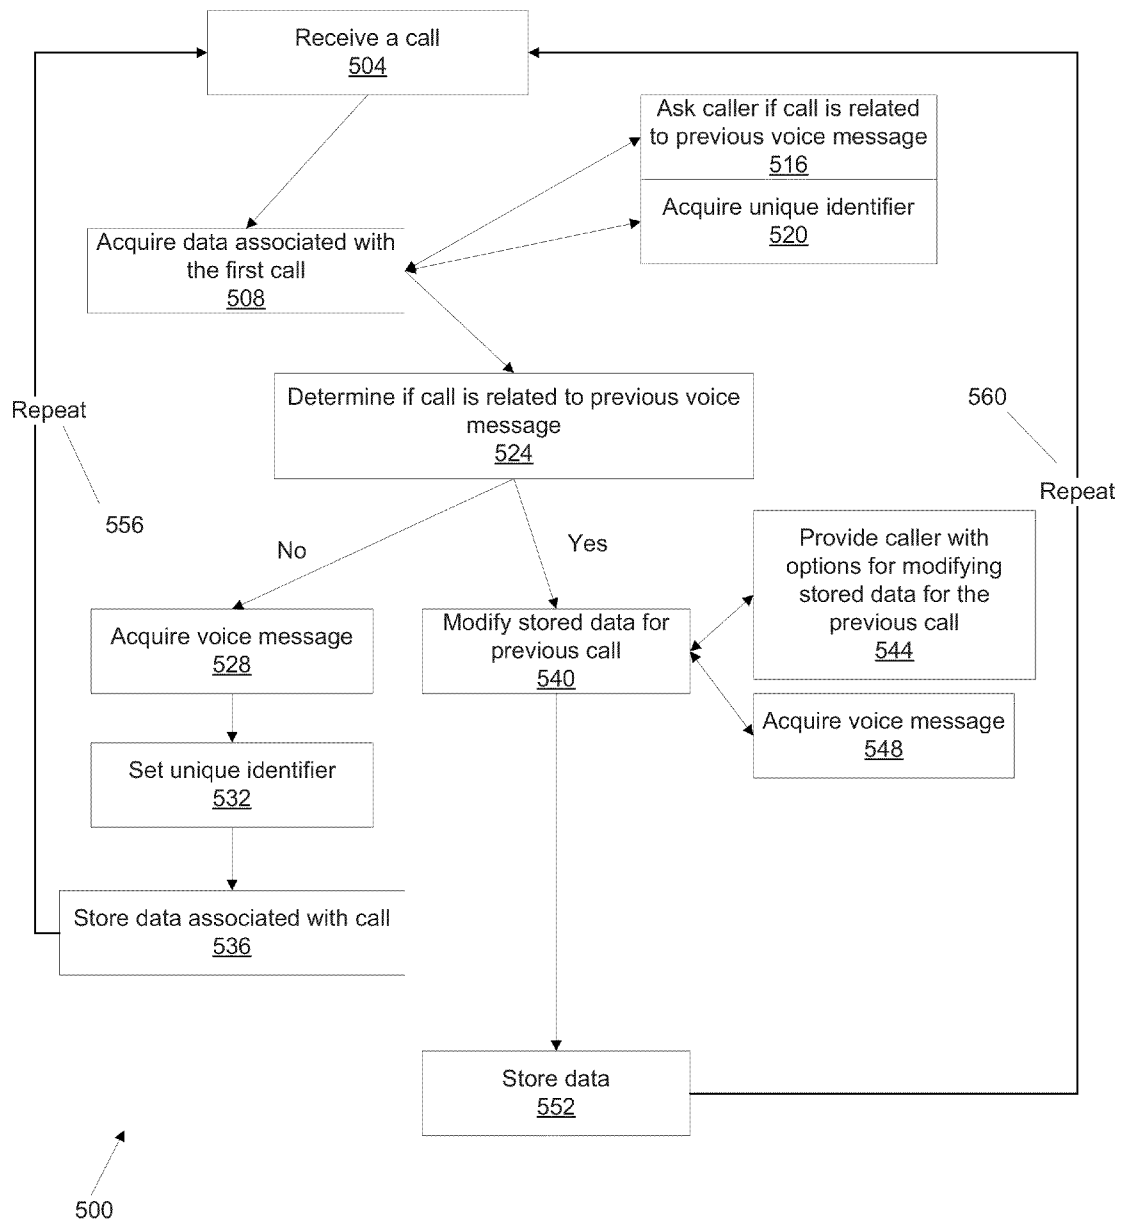 Receive a call
504
Ask caller if call is related
to previous voice message
516
Acquire unique identifier
520
Acquire data associated with
the first call
508
Determine if call is related to previous voice
message
524
Repeat
556
560
Repeat
No
Yes
Provide caller with
options for modifying
stored data for the
previous call
544
Acquire voice message
528
Modify stored data for
previous call
540
Acquire voice message
548
Set unique identifier
532
Store data associated with call
536
Store data
552
500